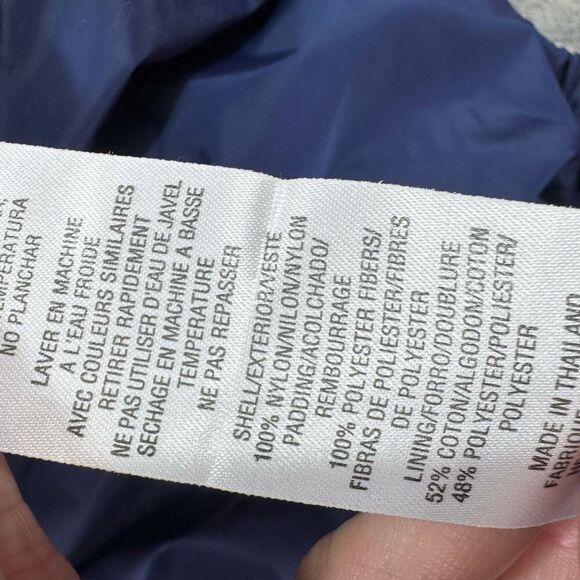 TEMPERATURA
NO PLANCHAR
LAVER EN MACHINE
A L'EAU FROIDE
AVEC COULEURS SIMILAIRES
RETIRER RAPIDEMENT
NE PAS UTILISER D'EAU DE JAVEL
SECHAGE EN MACHINE A BASSE
TEMPERATURE
NE PAS REPASSER
SHELL/EXTERIOR/VESTE
100% NYLON/NILON/NYLON
PADDING/ACOLCHADO/
REMBOURRAGE
100% POLYESTER FIBERS/
FIBRAS DE POLIESTER/FIBRES
DE POLYESTER
LINING/FORRO/DOUBLURE
52% COTON/ALGODOM/COTTON
48% POLYESTER/POLIESTER/
POLYESTER
MADE IN THAILAND